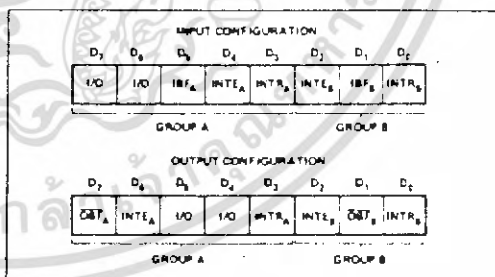 INPUT CONFIGURATION
D7 D6 D5 D4 D3 D2 D1 D0
I/O I/O IBFA INTEA INTRA INTEB IBFB INTRB
GROUP A GROUP B
OUTPUT CONFIGURATION
D7 D6 D5 D4 D3 D2 D1 D0
OBFA INTEA I/O I/O INTRA INTEB OBFB INTRB
GROUP A GROUP B